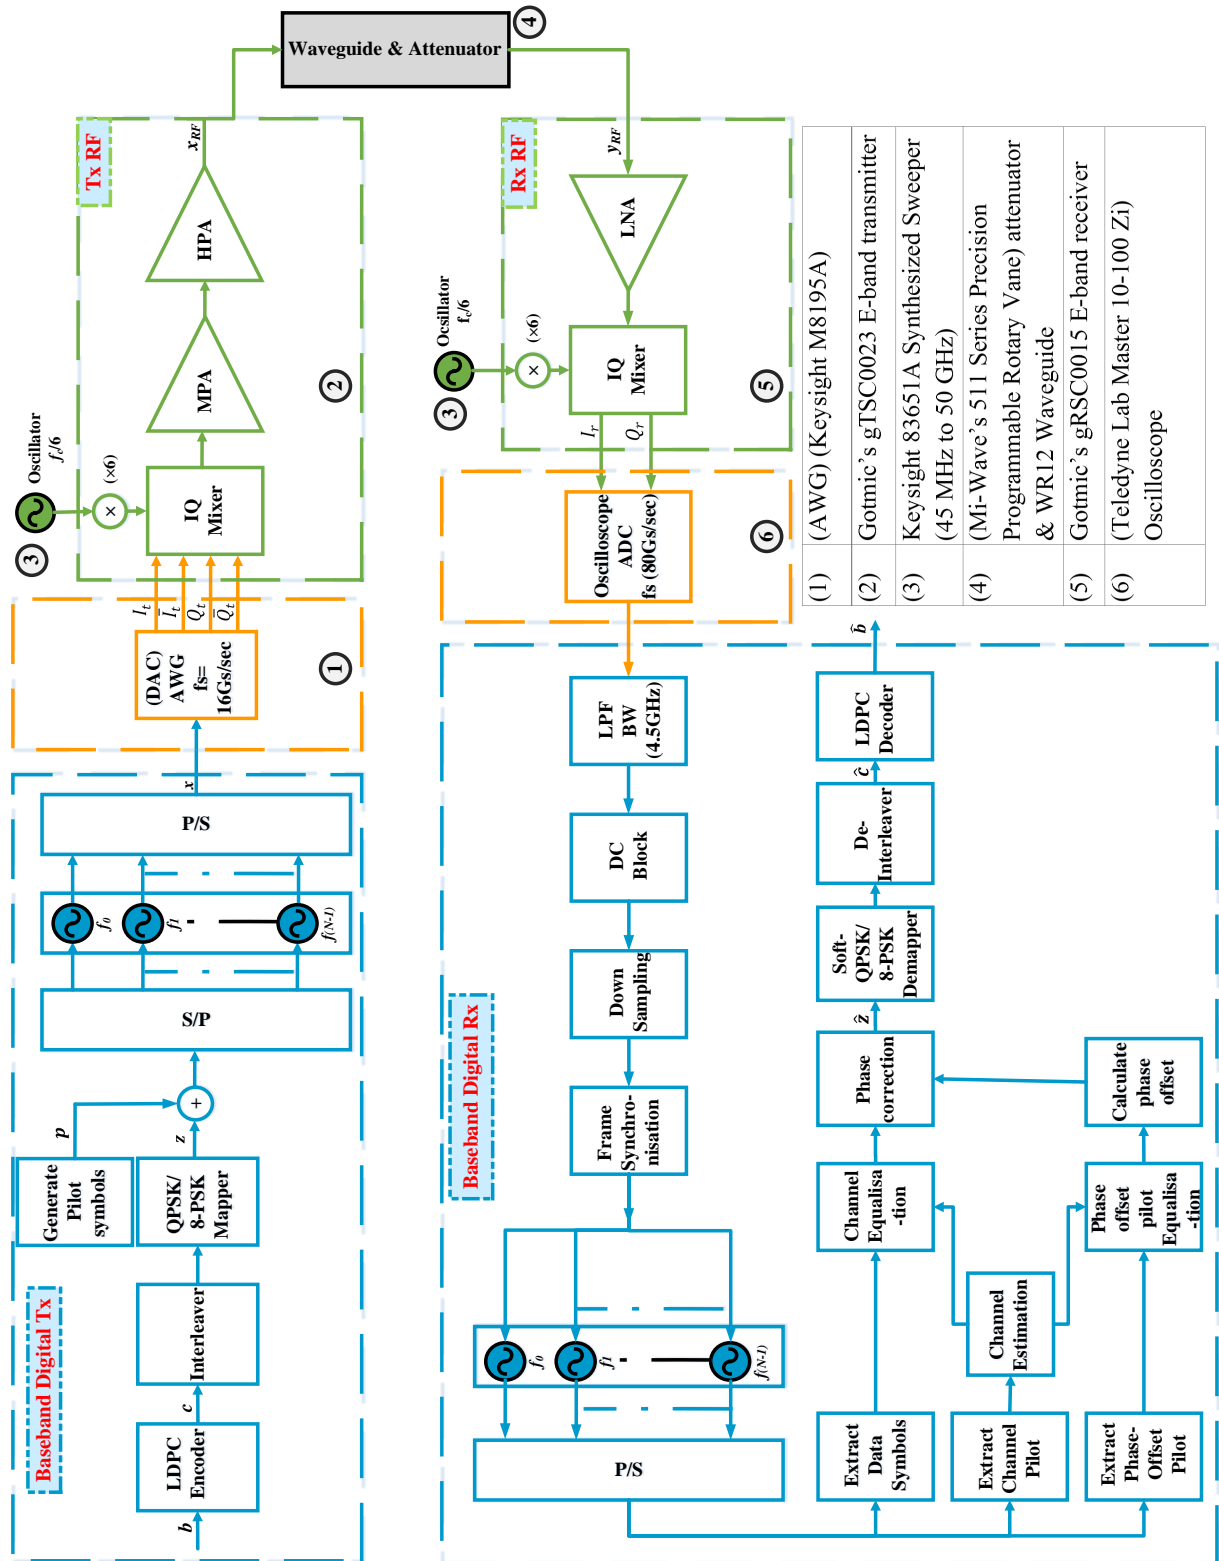 Baseband Digital Tx
b
LDPC
Encoder
c
Interleaver
Generate
Pilot
symbols
p
QPSK/
8-PSK
Mapper
z
+
S/P
f0
f1
f(N-1)
P/S
x
(DAC)
AWG
fs=
16Gs/sec
1
It
I̅t
Qt
Q̅t
3
Oscillator
fc/6
×
(×6)
IQ
Mixer
MPA
HPA
Tx RF
xRF
2
Waveguide & Attenuator
4
Rx RF
yRF
LNA
Ocsillator
fc/6
3
×
(×6)
IQ
Mixer
5
Ir
Qr
Oscilloscope
ADC
fs (80Gs/sec)
6
Baseband Digital Rx
LPF
BW
(4.5GHz)
DC
Block
Down
Sampling
Frame
Synchro-
nisation
f0
f1
f(N-1)
P/S
Extract
Data
Symbols
Extract
Channel
Pilot
Extract
Phase-
Offset
Pilot
Channel
Estimation
Channel
Equalisa
-tion
Phase
offset
pilot
Equalisa
-tion
Calculate
phase
offset
Phase
correction
ẑ
Soft-
QPSK/
8-PSK
Demapper
De-
Interleaver
ĉ
LDPC
Decoder
b̂
(1) (AWG) (Keysight M8195A)
(2) Gotmic's gTSC0023 E-band transmitter
(3) Keysight 83651A Synthesized Sweeper
(45 MHz to 50 GHz)
(4) (Mi-Wave's 511 Series Precision
Programmable Rotary Vane) attenuator
& WR12 Waveguide
(5) Gotmic's gRSC0015 E-band receiver
(6) (Teledyne Lab Master 10-100 Zi)
Oscilloscope